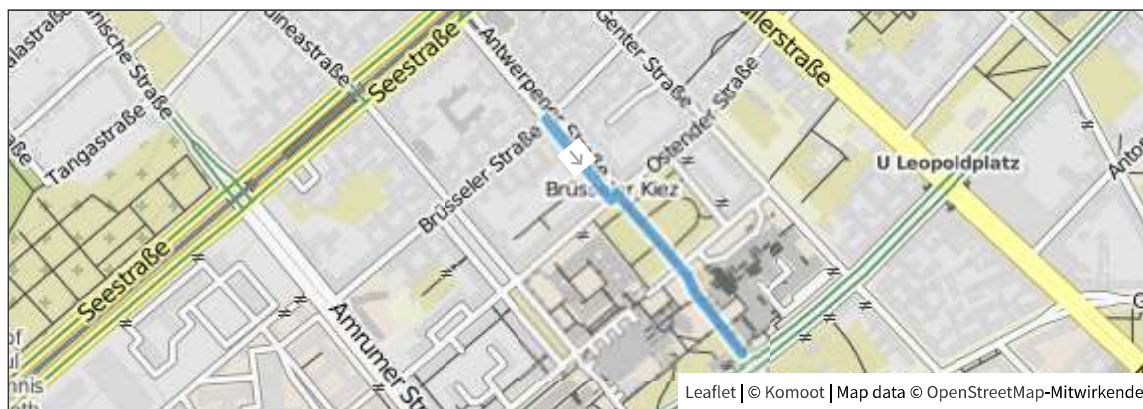 Seestraße
Antwerpener Straße
Genter Straße
Tangastraße
Brüsseler Straße
Ostender Straße
U Leopoldplatz
Brüsseler Kiez
Seestraße
Amrumer
Leaflet | © Komoot | Map data © OpenStreetMap-Mitwirkende